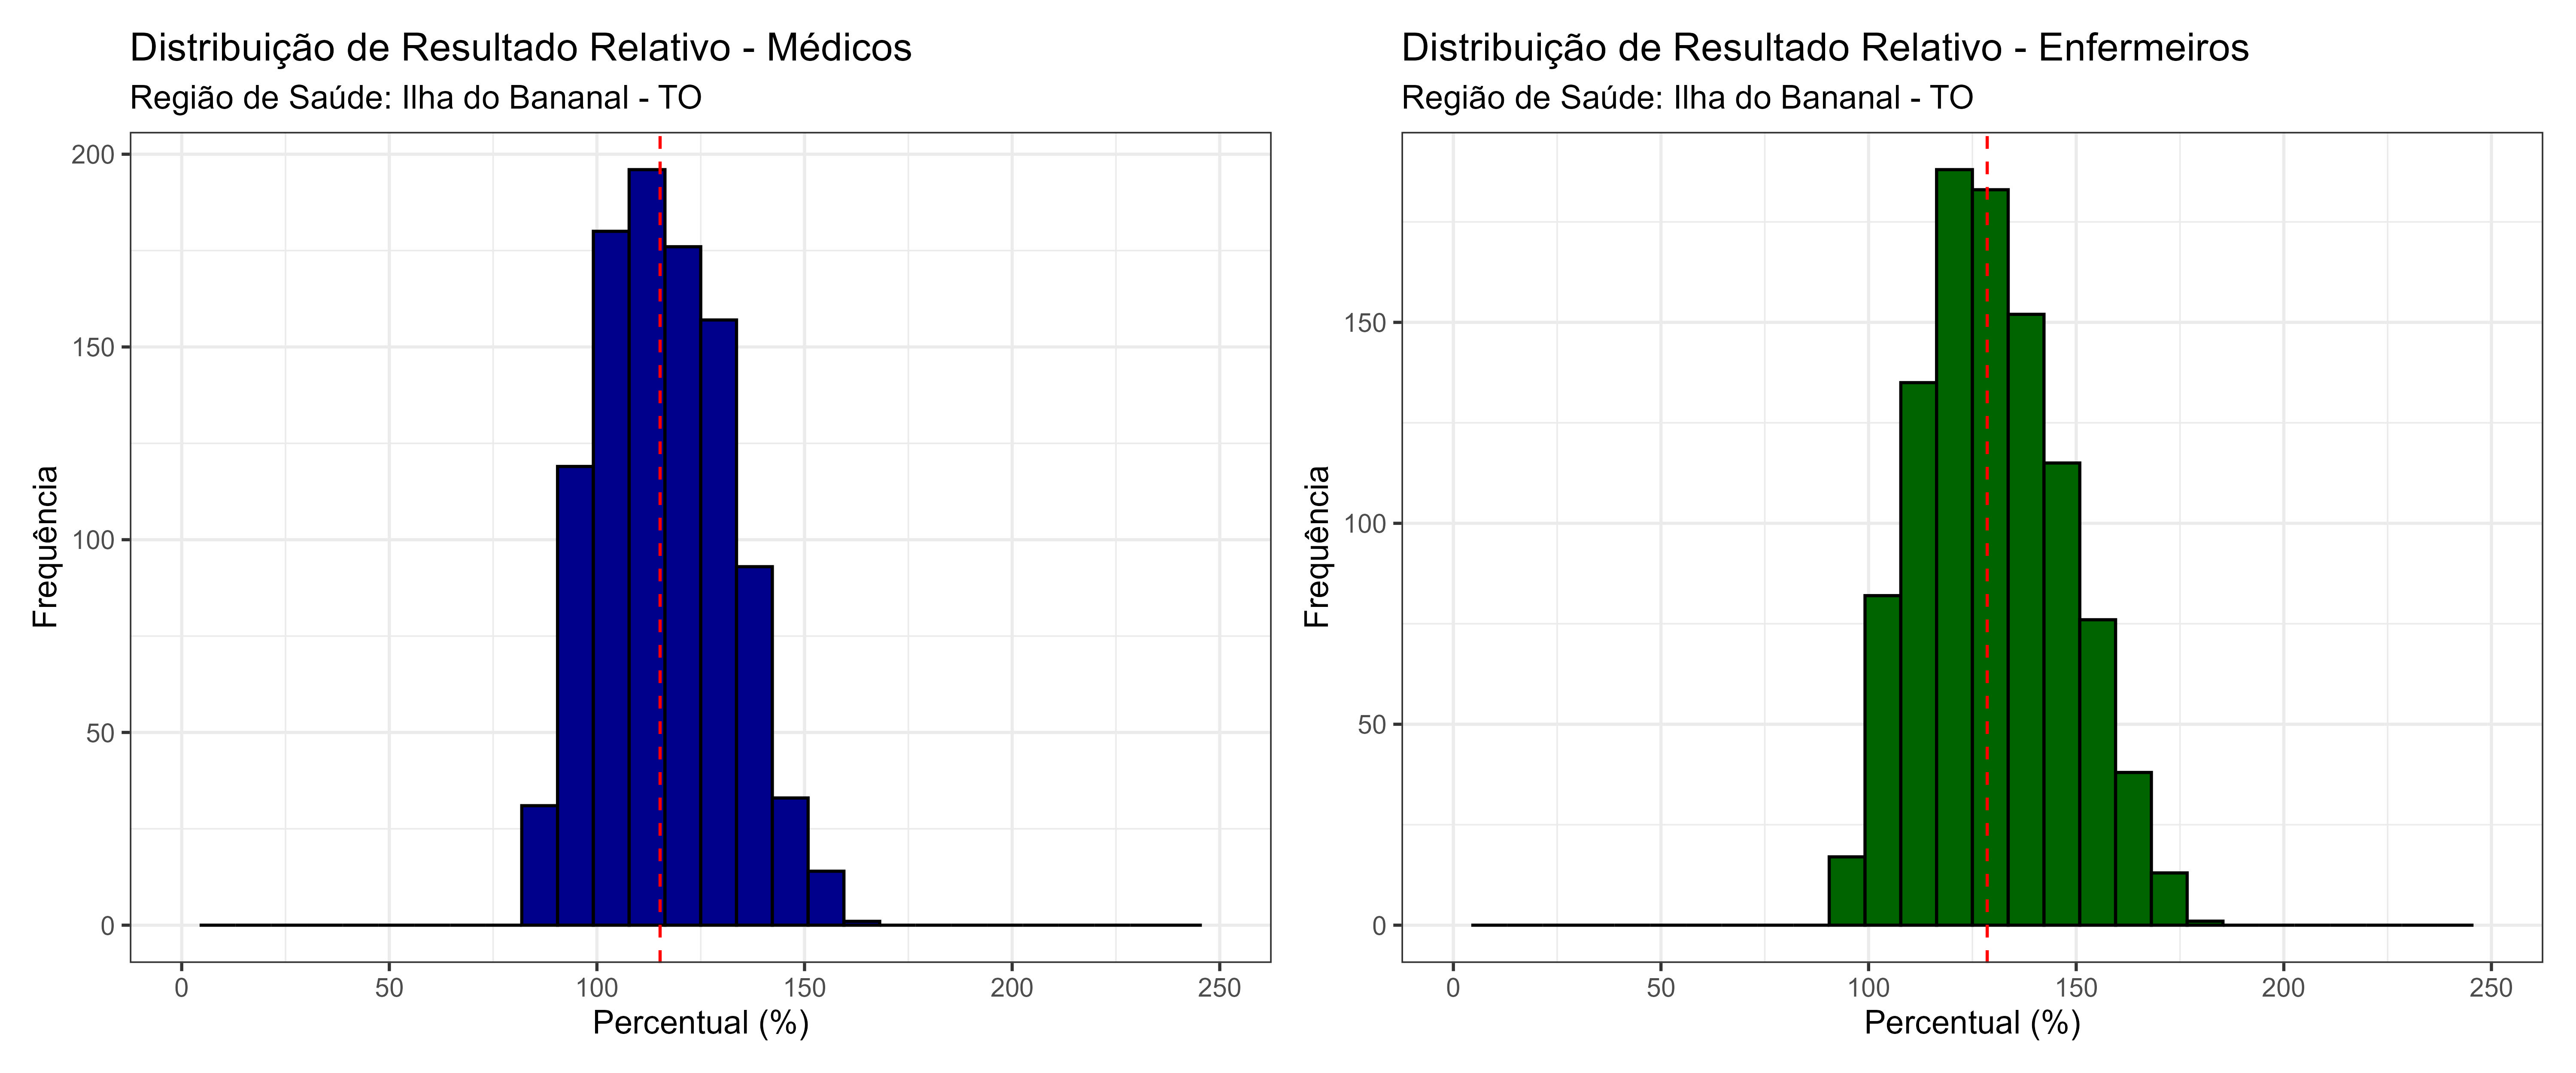 Distribuição de Resultado Relativo - Médicos
Região de Saúde: Ilha do Bananal - TO
200
150
100
50
0
Frequência
0 50 100 150 200 250
Percentual (%)
Distribuição de Resultado Relativo - Enfermeiros
Região de Saúde: Ilha do Bananal - TO
150
100
50
0
Frequência
0 50 100 150 200 250
Percentual (%)